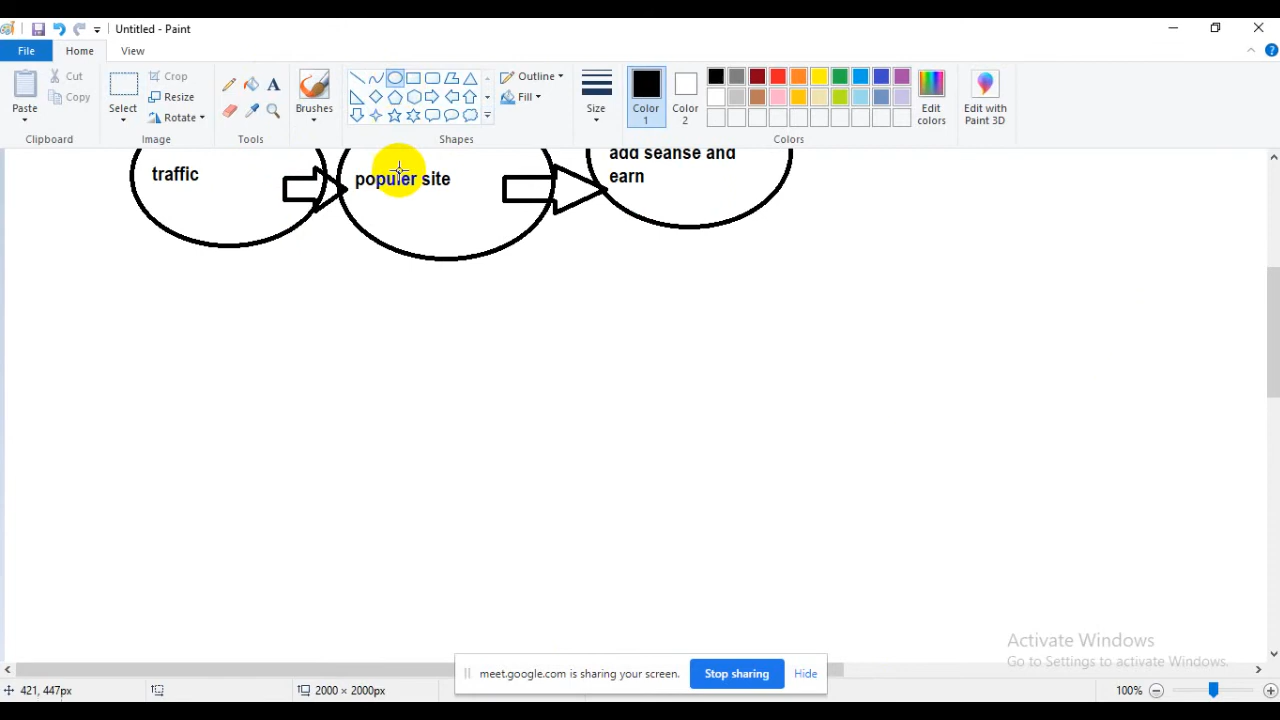 Untitled - Paint
File
Home
View
Paste
Cut
Copy
Clipboard
Select
Crop
Resize
Rotate
Image
Tools
Brushes
Shapes
Outline
Fill
Size
Color
1
Color
2
Edit
colors
Colors
Edit with
Paint 3D
traffic
populer site
add seanse and
earn
Activate Windows
Go to Settings to activate Windows.
meet.google.com is sharing your screen.
Stop sharing
Hide
421, 447px
2000 × 2000px
100%